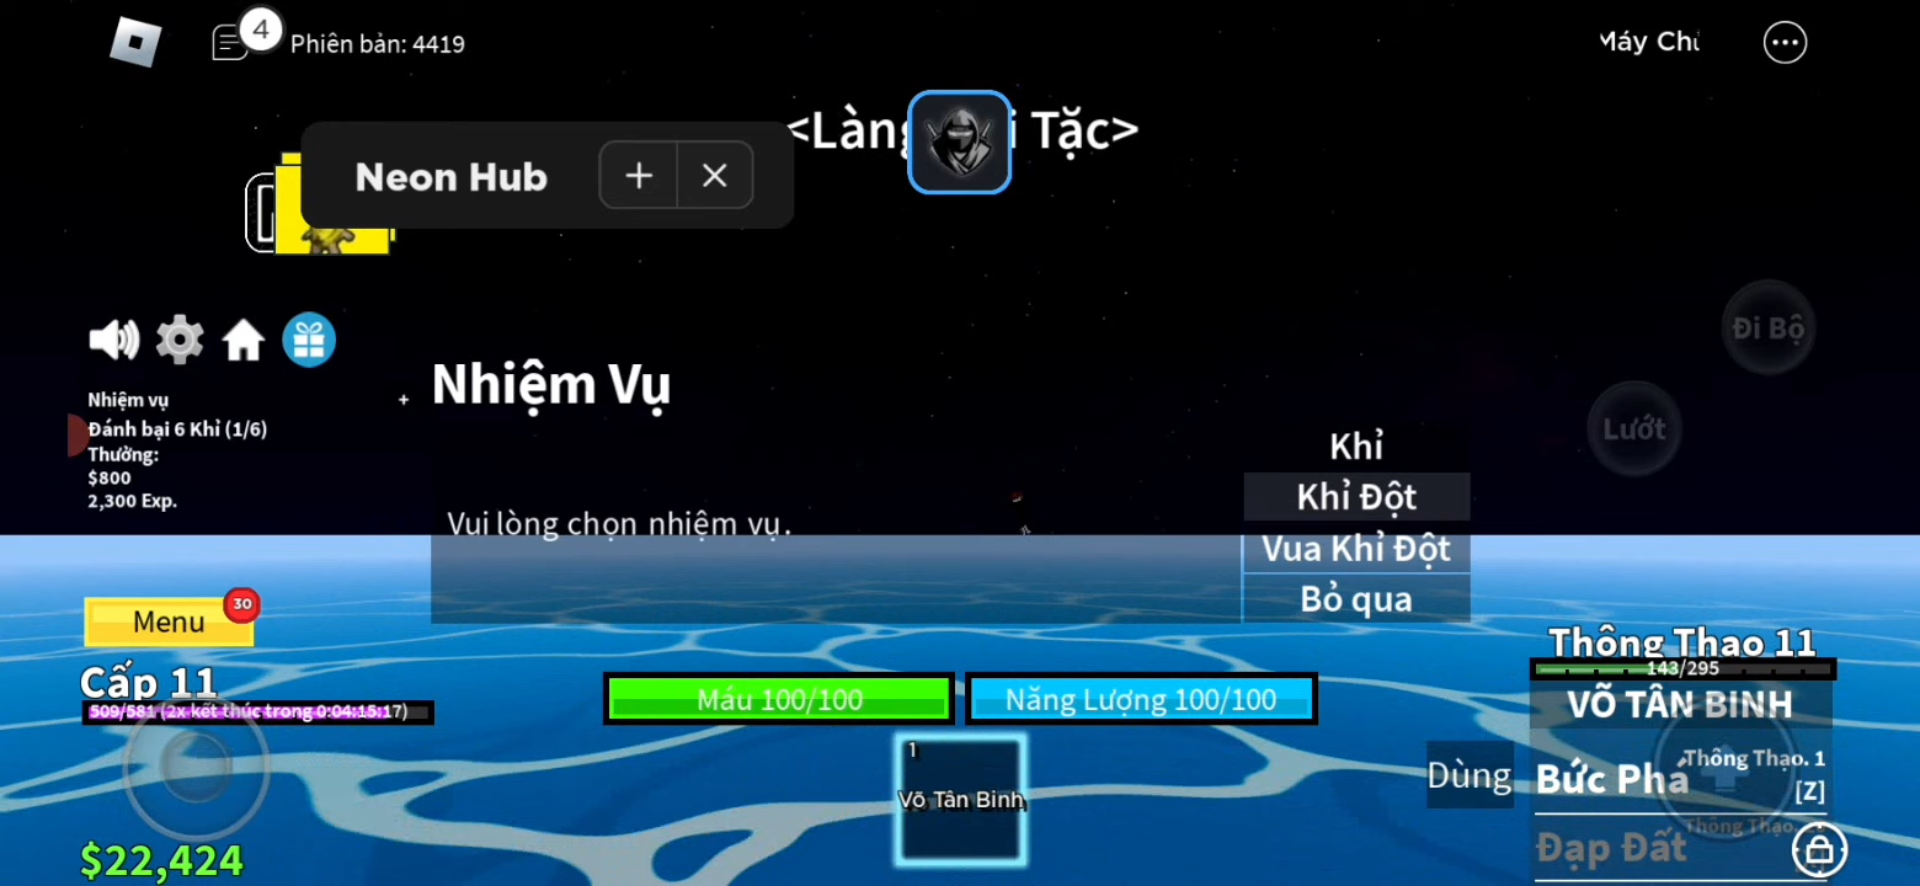 4
Phiên bản: 4419
Máy Chủ
<Làng i Tặc>
Neon Hub
Đi Bộ
Lướt
Nhiệm vụ
Đánh bại 6 Khỉ (1/6)
Thưởng:
$800
2,300 Exp.
+
Nhiệm Vụ
Vui lòng chọn nhiệm vụ.
Khỉ
Khỉ Đột
Vua Khỉ Đột
Bỏ qua
Menu
30
Cấp 11
509/581 (2x kết thúc trong 0:04:15:17)
$22,424
Máu 100/100
Năng Lượng 100/100
1
Võ Tân Binh
Thông Thạo 11
143/295
VÕ TÂN BINH
Dùng
Bức Phá
Thông Thạo. 1
[Z]
Thông Thạo.
Đạp Đất